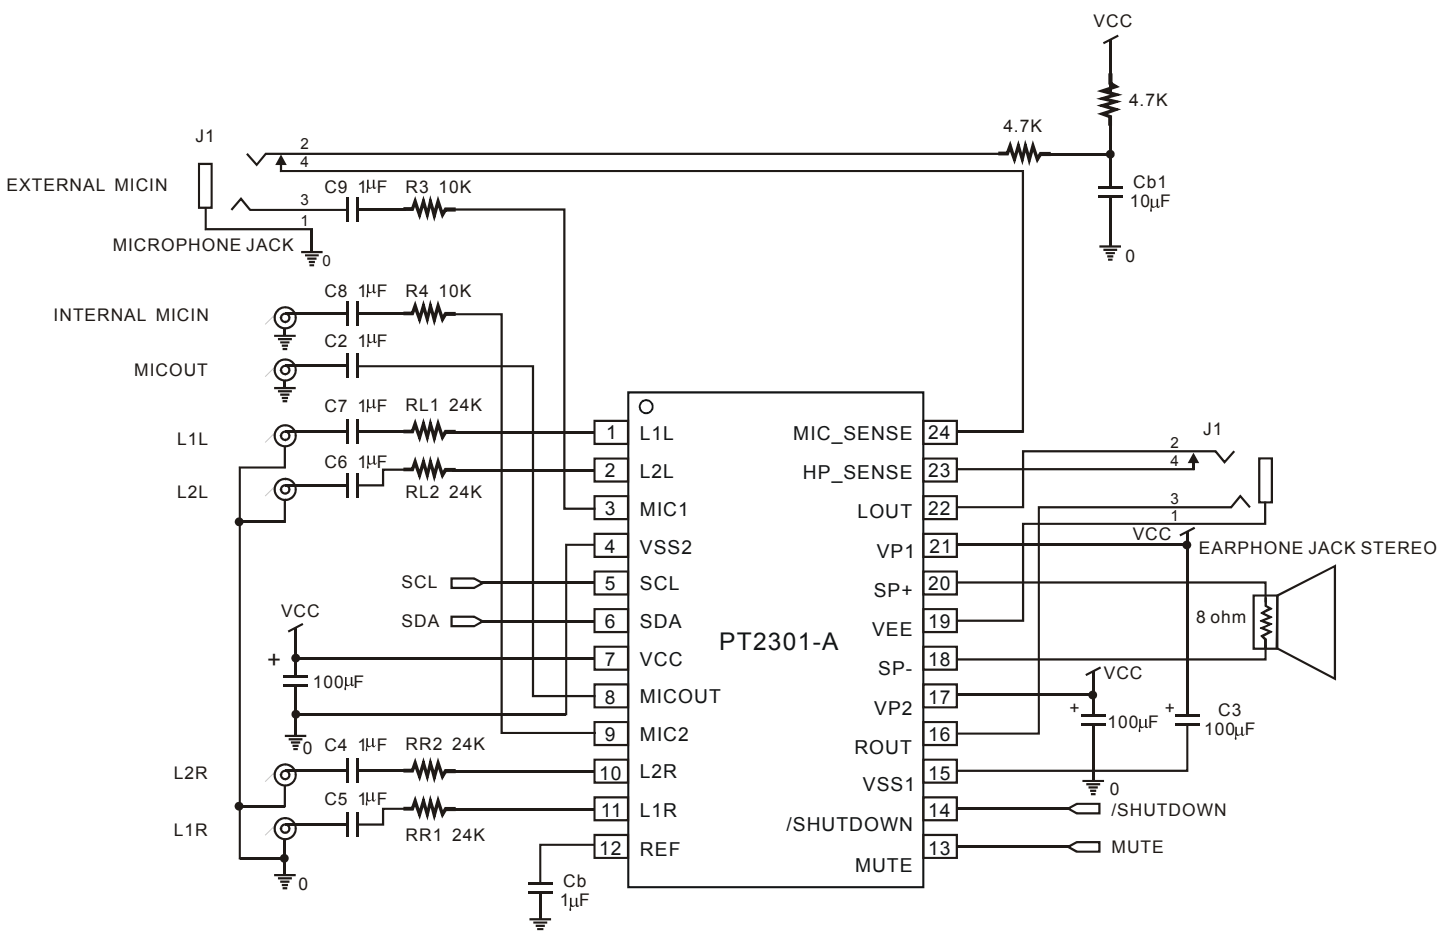 VCC
4.7K
4.7K
Cb1
10µF
0
J1
2
4
EXTERNAL MICIN
3
1
C9 1µF R3 10K
MICROPHONE JACK
0
INTERNAL MICIN
C8 1µF R4 10K
MICOUT
C2 1µF
L1L
C7 1µF RL1 24K
L2L
C6 1µF
RL2 24K
SCL
SDA
VCC
+
100µF
0
L2R
C4 1µF RR2 24K
L1R
C5 1µF
RR1 24K
0
Cb
1µF
PT2301-A
1 L1L
2 L2L
3 MIC1
4 VSS2
5 SCL
6 SDA
7 VCC
8 MICOUT
9 MIC2
10 L2R
11 L1R
12 REF
MIC_SENSE 24
HP_SENSE 23
LOUT 22
VP1 21
SP+ 20
VEE 19
SP- 18
VP2 17
ROUT 16
VSS1 15
/SHUTDOWN 14
MUTE 13
J1
2
4
3
1
VCC
EARPHONE JACK STEREO
8 ohm
VCC
+
100µF
+
C3
100µF
0
/SHUTDOWN
MUTE